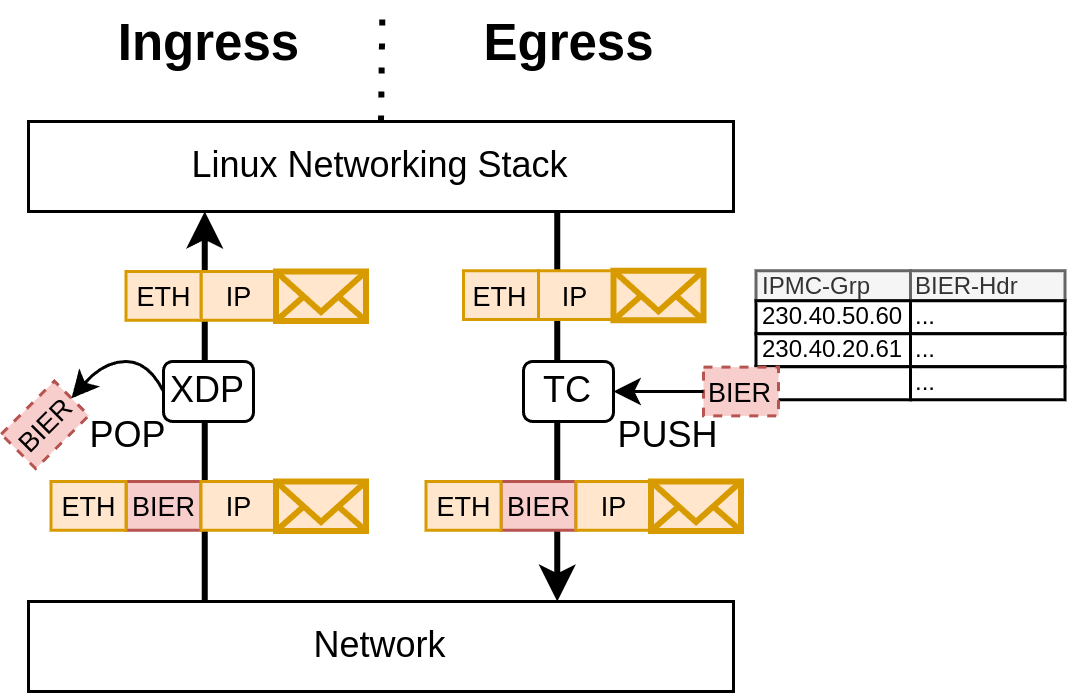 Ingress
Egress
Linux Networking Stack
ETH IP
ETH IP
IPMC-Grp BIER-Hdr
230.40.50.60 ...
230.40.20.61 ...
...
XDP
TC
BIER
BIER
POP
PUSH
ETH BIER IP
ETH BIER IP
Network